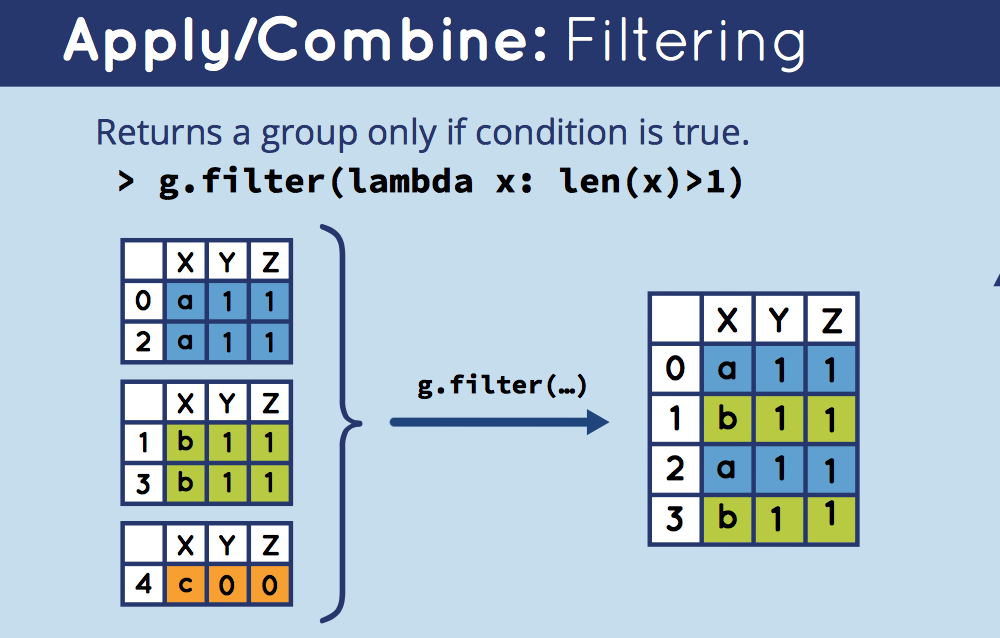 Apply/Combine: Filtering
Returns a group only if condition is true.
> g.filter(lambda x: len(x)>1)
X Y Z
0 a 1 1
2 a 1 1
X Y Z
1 b 1 1
3 b 1 1
X Y Z
4 c 0 0
g.filter(…)
X Y Z
0 a 1 1
1 b 1 1
2 a 1 1
3 b 1 1